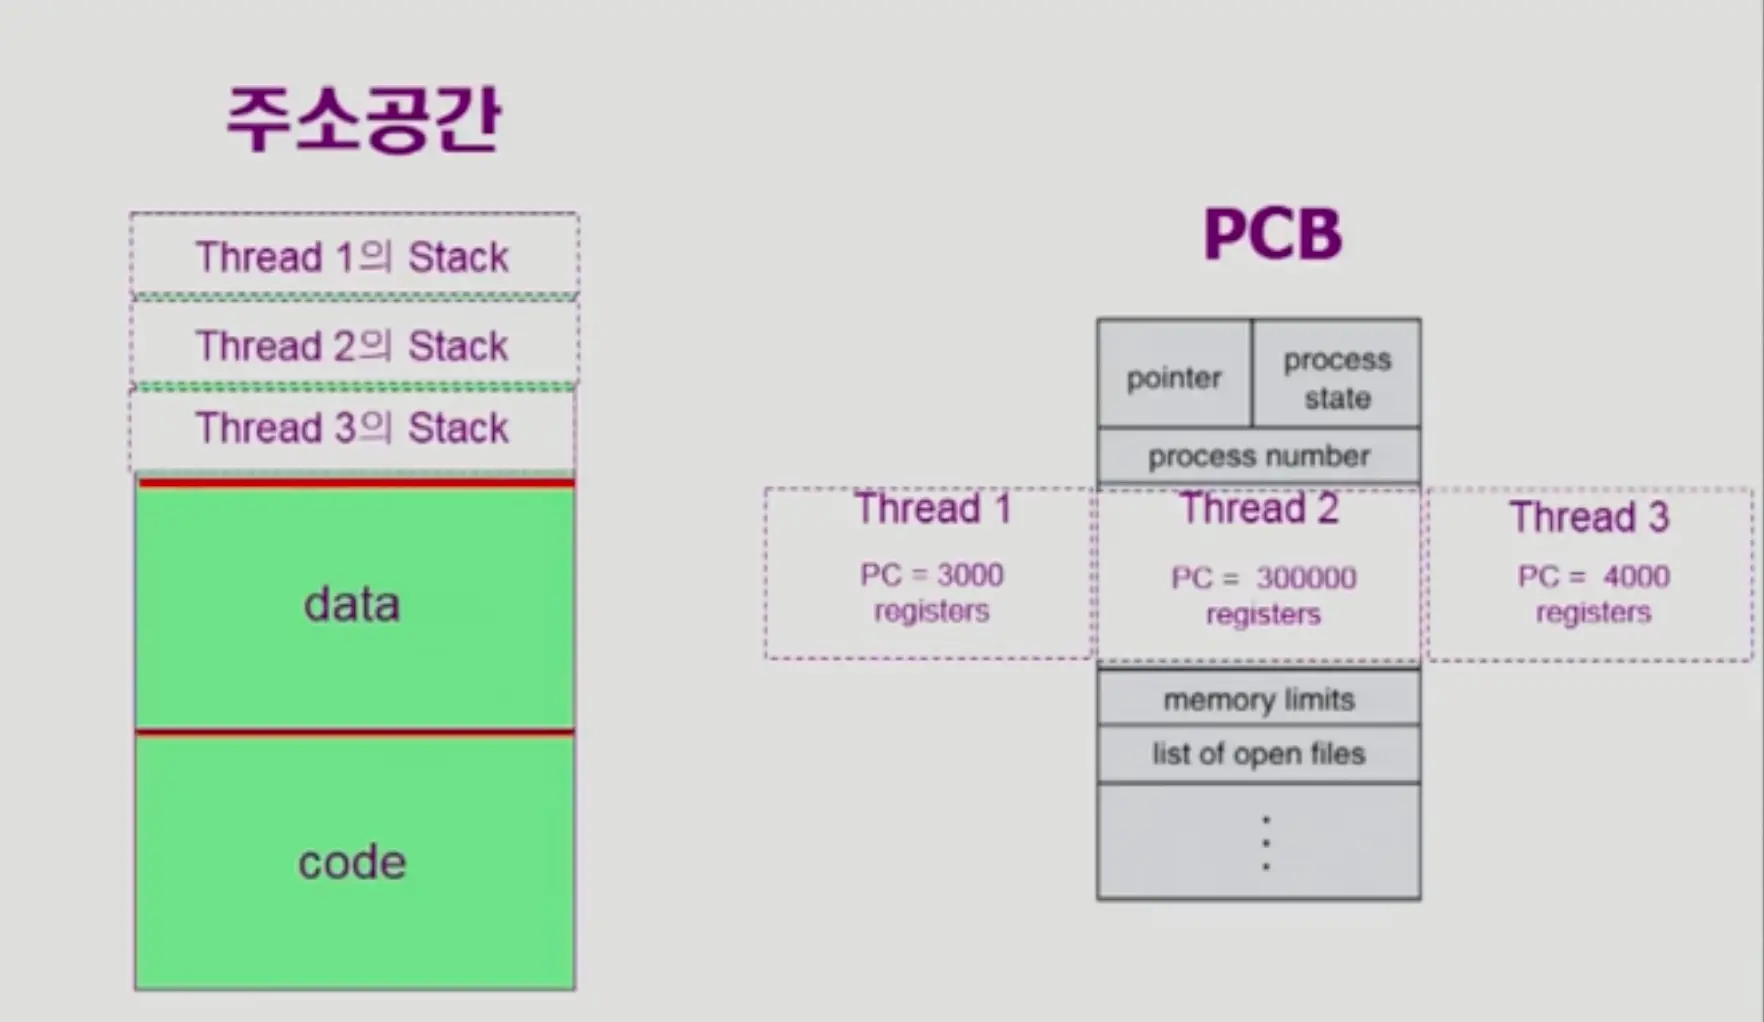 주소공간
Thread 1의 Stack
Thread 2의 Stack
Thread 3의 Stack
data
code
PCB
pointer
process
state
process number
Thread 1
PC = 3000
registers
Thread 2
PC = 300000
registers
Thread 3
PC = 4000
registers
memory limits
list of open files